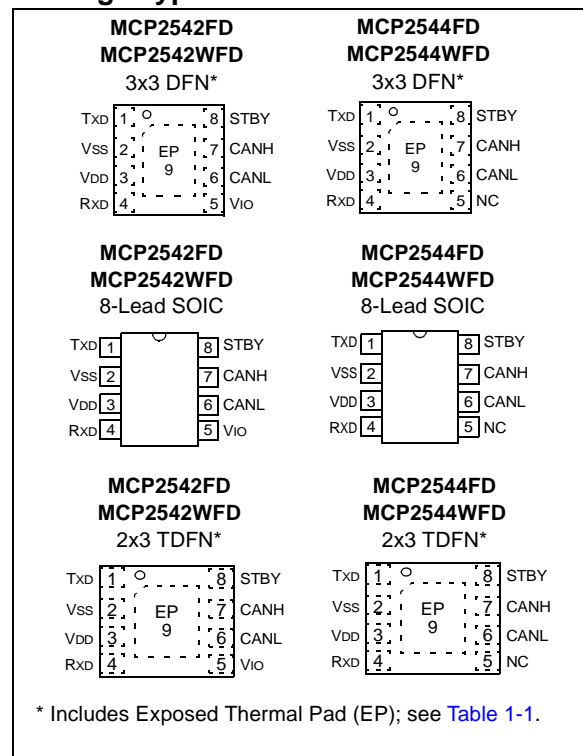 MCP2542FD
MCP2542WFD
3x3 DFN*
TXD 1 8 STBY
VSS 2 EP 7 CANH
VDD 3 9 6 CANL
RXD 4 5 VIO
MCP2544FD
MCP2544WFD
3x3 DFN*
TXD 1 8 STBY
VSS 2 EP 7 CANH
VDD 3 9 6 CANL
RXD 4 5 NC
MCP2542FD
MCP2542WFD
8-Lead SOIC
TXD 1 8 STBY
VSS 2 7 CANH
VDD 3 6 CANL
RXD 4 5 VIO
MCP2544FD
MCP2544WFD
8-Lead SOIC
TXD 1 8 STBY
VSS 2 7 CANH
VDD 3 6 CANL
RXD 4 5 NC
MCP2542FD
MCP2542WFD
2x3 TDFN*
TXD 1 8 STBY
VSS 2 EP 7 CANH
VDD 3 9 6 CANL
RXD 4 5 VIO
MCP2544FD
MCP2544WFD
2x3 TDFN*
TXD 1 8 STBY
VSS 2 EP 7 CANH
VDD 3 9 6 CANL
RXD 4 5 NC
* Includes Exposed Thermal Pad (EP); see Table 1-1.